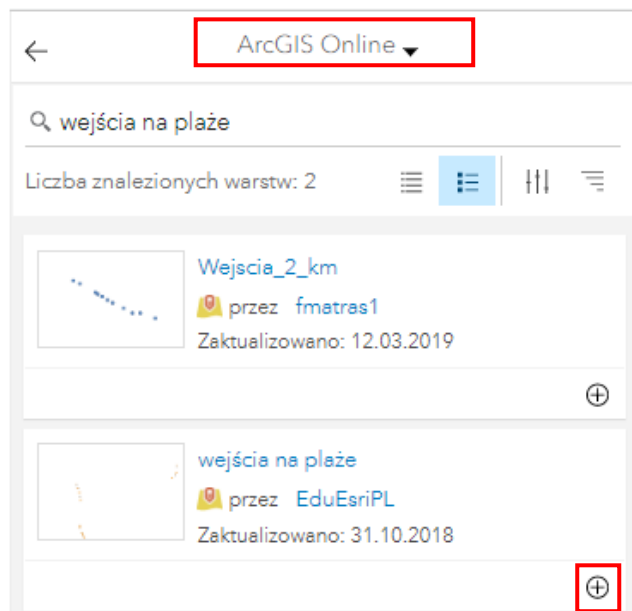 ArcGIS Online
wejścia na plaże
Liczba znalezionych warstw: 2
Wejscia_2_km
przez fmatras1
Zaktualizowano: 12.03.2019
wejścia na plaże
przez EduEsriPL
Zaktualizowano: 31.10.2018